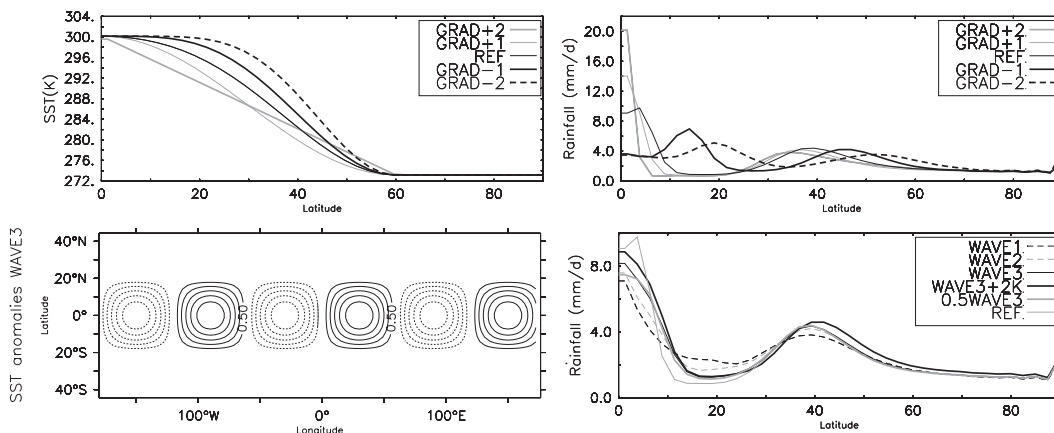 304.
300.
296.
292.
288.
284.
280.
276.
272.
SST(K)
0 20 40 60 80
Latitude
GRAD+2
GRAD+1
REF
GRAD-1
GRAD-2
20.0
16.0
12.0
8.0
4.0
0.0
Rainfall (mm/d)
0 20 40 60 80
Latitude
GRAD+2
GRAD+1
REF
GRAD-1
GRAD-2
SST anomalies WAVE3
Latitude
40°N
20°N
0°
20°S
40°S
0.50
0.50
100°W 0° 100°E
Longitude
8.0
4.0
0.0
Rainfall (mm/d)
0 20 40 60 80
Latitude
WAVE1
WAVE2
WAVE3
WAVE3+2K
0.5WAVE3
REF